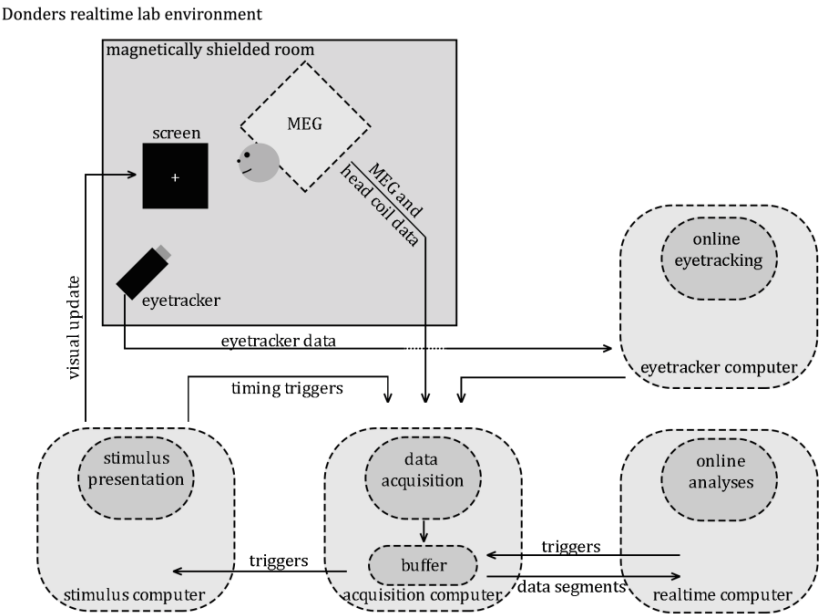 Donders realtime lab environment
magnetically shielded room
MEG
screen
MEG and
head coil data
eyetracker
visual update
eyetracker data
online
eyetracking
eyetracker computer
timing triggers
stimulus
presentation
stimulus computer
data
acquisition
buffer
acquisition computer
triggers
triggers
data segments
online
analyses
realtime computer